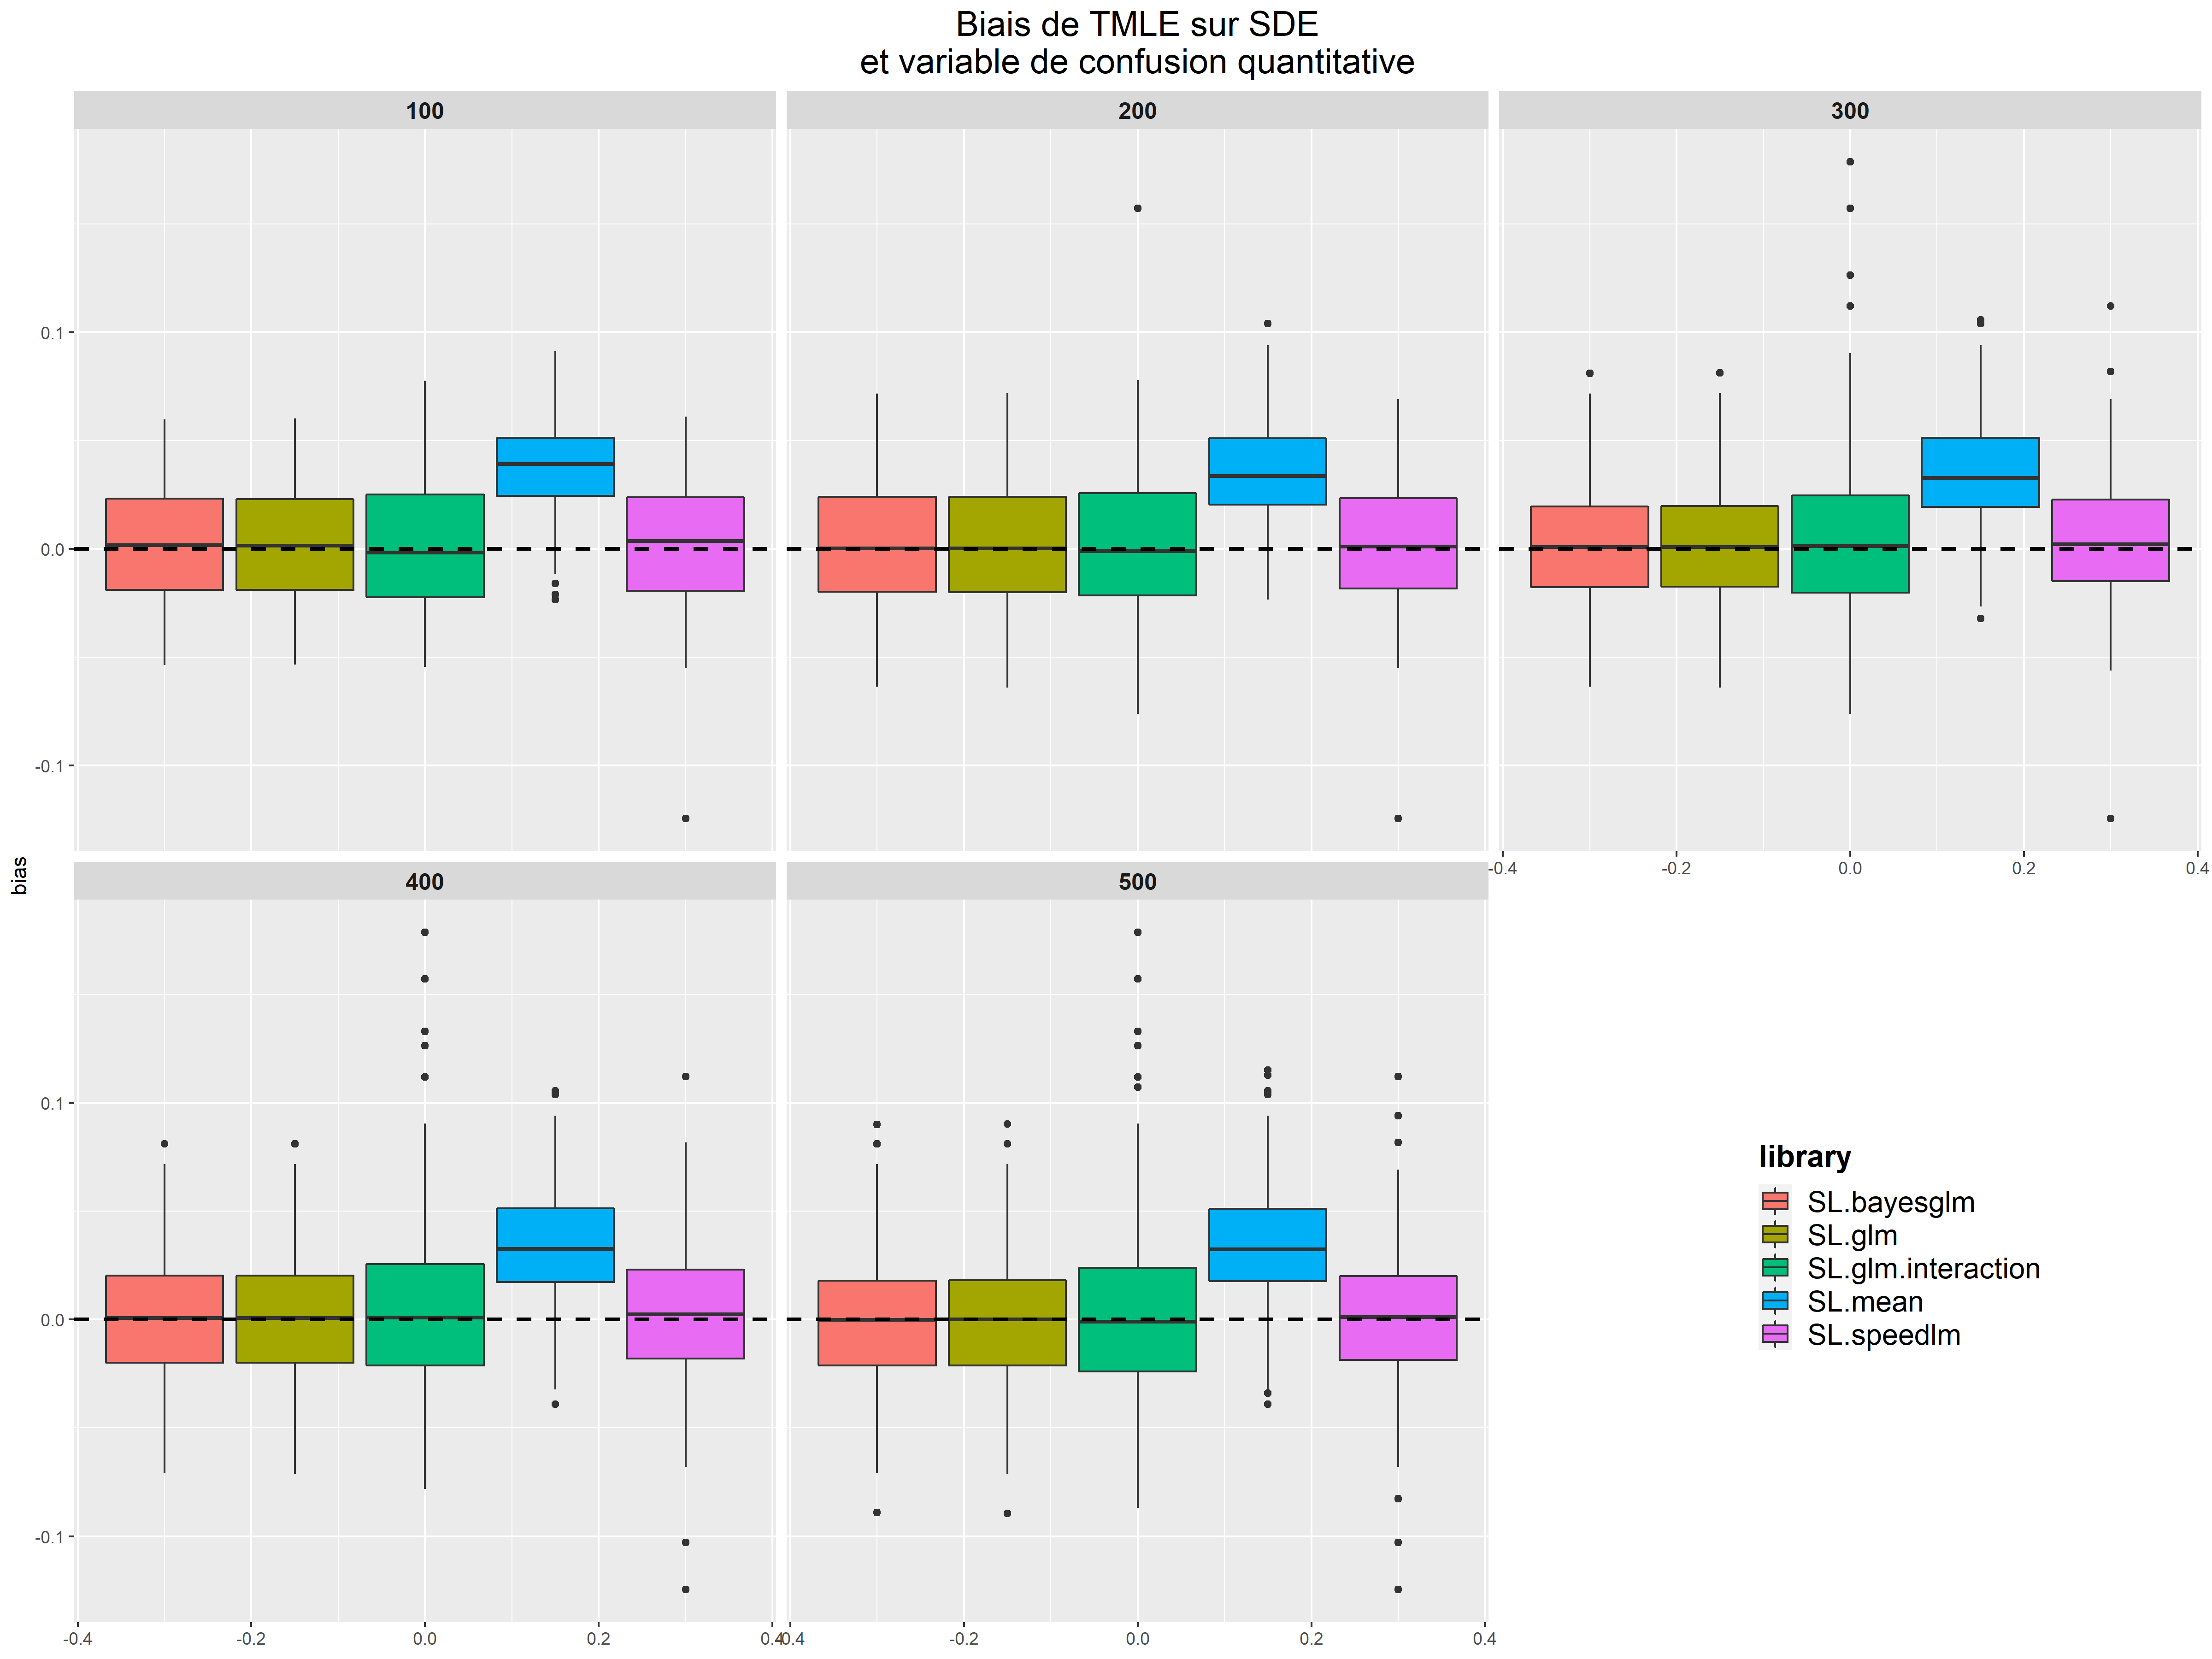 Biais de TMLE sur SDE
et variable de confusion quantitative
100
200
300
0.1
0.0
-0.1
-0.4
-0.2
0.0
0.2
0.4
bias
400
500
0.1
0.0
-0.1
-0.4
-0.2
0.0
0.2
0.4
-0.4
-0.2
0.0
0.2
0.4
library
SL.bayesglm
SL.glm
SL.glm.interaction
SL.mean
SL.speedlm